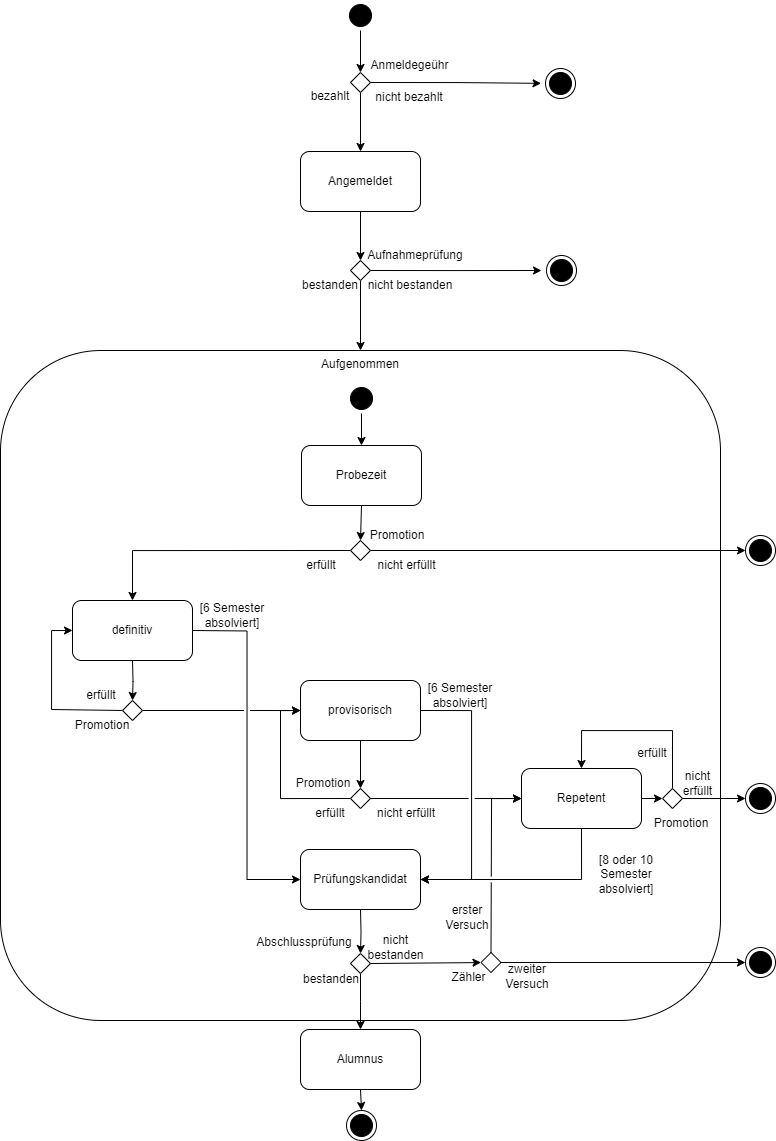 Anmeldegeühr
bezahlt
nicht bezahlt
Angemeldet
Aufnahmeprüfung
bestanden
nicht bestanden
Aufgenommen
Probezeit
Promotion
erfüllt
nicht erfüllt
[6 Semester
absolviert]
definitiv
erfüllt
Promotion
[6 Semester
absolviert]
provisorisch
Promotion
erfüllt
nicht erfüllt
erfüllt
nicht
erfüllt
Repetent
Promotion
[8 oder 10
Semester
absolviert]
Prüfungskandidat
erster
Versuch
Abschlussprüfung
nicht
bestanden
bestanden
Zähler
zweiter
Versuch
Alumnus